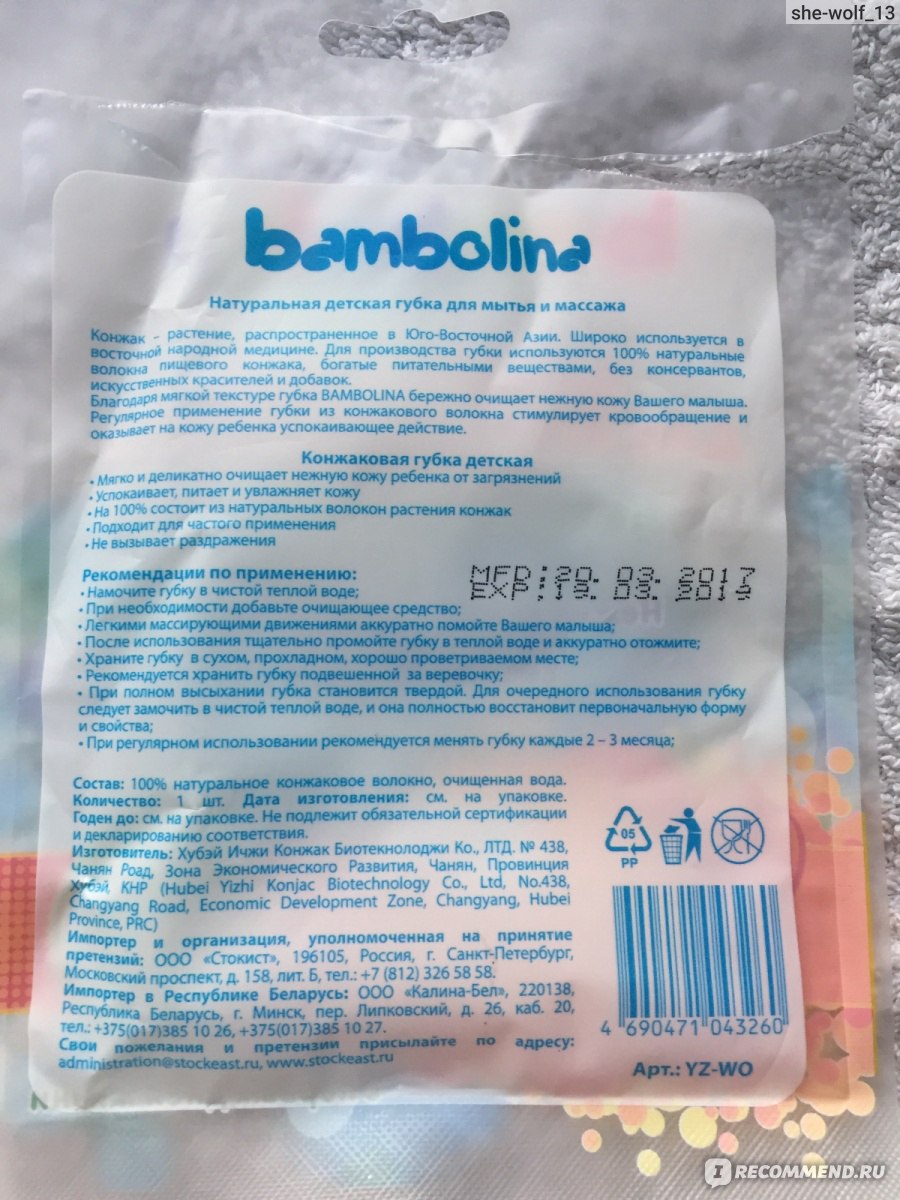 she-wolf_13
bambolina
Натуральная детская губка для мытья и массажа
Конжак - растение, распространенное в Юго-Восточной Азии. Широко используется в
восточной народной медицине. Для производства губки используются 100% натуральные
волокна пищевого конжака, богатые питательными веществами, без консервантов,
искусственных красителей и добавок.
Благодаря мягкой текстуре губка BAMBOLINA бережно очищает нежную кожу Вашего малыша.
Регулярное применение губки из конжакового волокна стимулирует кровообращение и
оказывает на кожу ребенка успокаивающее действие.
Конжаковая губка детская
• Мягко и деликатно очищает нежную кожу ребенка от загрязнений
• Успокаивает, питает и увлажняет кожу
• На 100% состоит из натуральных волокон растения конжак
• Подходит для частого применения
• Не вызывает раздражения
Рекомендации по применению:
MFD:20. 03. 2017
EXP:19. 03. 2019
• Намочите губку в чистой теплой воде;
• При необходимости добавьте очищающее средство;
• Легкими массирующими движениями аккуратно помойте Вашего малыша;
• После использования тщательно промойте губку в теплой воде и аккуратно отожмите;
• Храните губку в сухом, прохладном, хорошо проветриваемом месте;
• Рекомендуется хранить губку подвешенной за веревочку;
• При полном высыхании губка становится твердой. Для очередного использования губку
следует замочить в чистой теплой воде, и она полностью восстановит первоначальную форму
и свойства;
• При регулярном использовании рекомендуется менять губку каждые 2 – 3 месяца;
Состав: 100% натуральное конжаковое волокно, очищенная вода.
Количество: 1 шт. Дата изготовления: см. на упаковке.
Годен до: см. на упаковке. Не подлежит обязательной сертификации
и декларированию соответствия.
Изготовитель: Хубэй Ичжи Конжак Биотекнолоджи Ко., ЛТД. № 438,
Чанян Роад, Зона Экономического Развития, Чанян, Провинция
Хубэй, КНР (Hubei Yizhi Konjac Biotechnology Co., Ltd, No.438,
Changyang Road, Economic Development Zone, Changyang, Hubei
Province, PRC)
Импортер и организация, уполномоченная на принятие
претензий: ООО «Стокист», 196105, Россия, г. Санкт-Петербург,
Московский проспект, д. 158, лит. Б, тел.: +7 (812) 326 58 58.
Импортер в Республике Беларусь: ООО «Калина-Бел», 220138,
Республика Беларусь, г. Минск, пер. Липковский, д. 26, каб. 20,
тел.: +375(017)385 10 26, +375(017)385 10 27.
Свои пожелания и претензии присылайте по адресу:
administration@stockeast.ru, www.stockeast.ru
05
PP
4 690471 043260
Арт.: YZ-WO
IRECOMMEND.RU